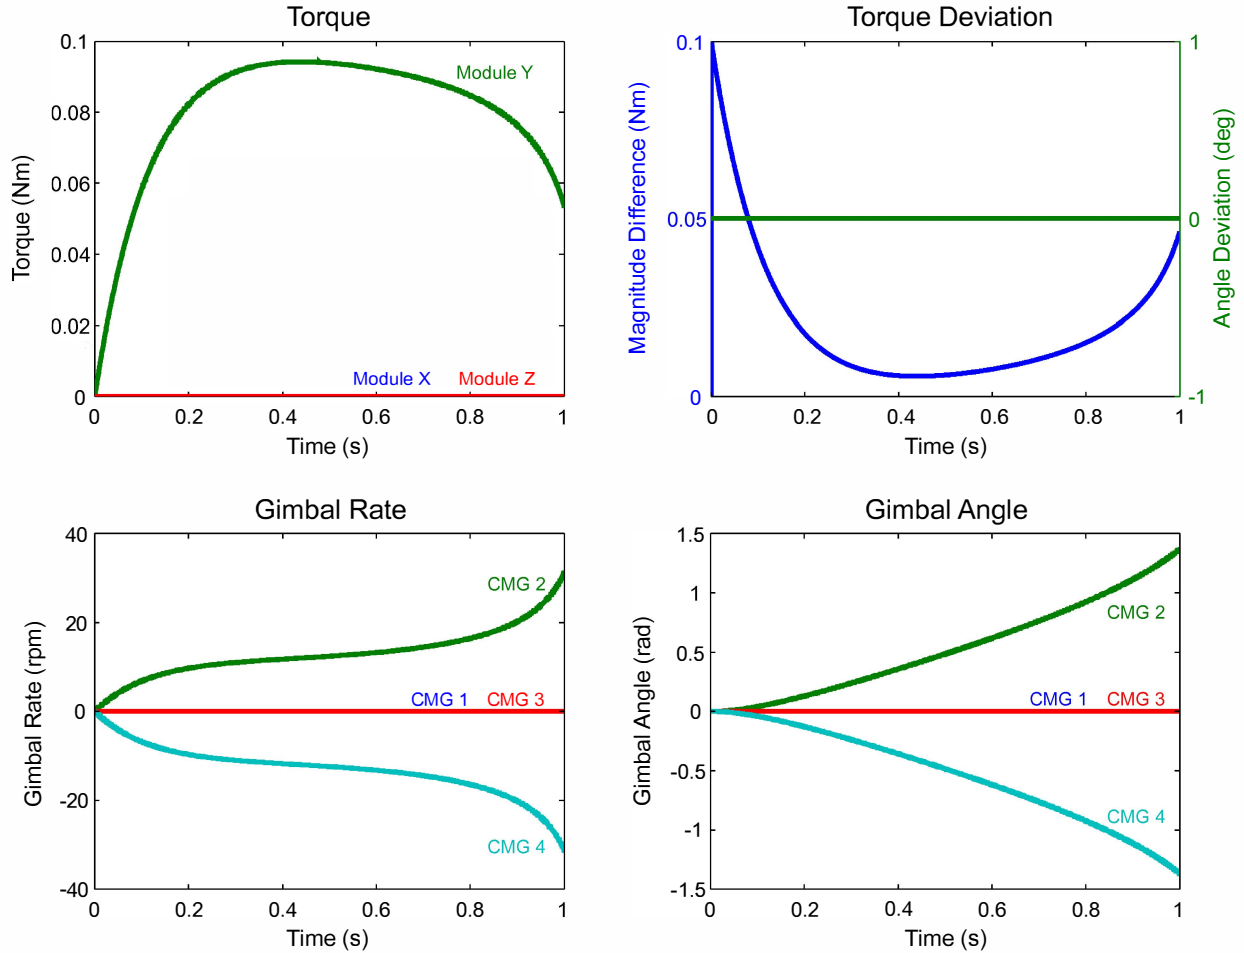 Torque
Torque Deviation
0.1
0.08
0.06
0.04
0.02
0
Torque (Nm)
Module Y
Module X
Module Z
0
0.2
0.4
0.6
0.8
1
Time (s)
0.1
0.05
0
Magnitude Difference (Nm)
1
0
-1
Angle Deviation (deg)
0
0.2
0.4
0.6
0.8
1
Time (s)
Gimbal Rate
Gimbal Angle
40
20
0
-20
-40
Gimbal Rate (rpm)
CMG 2
CMG 1
CMG 3
CMG 4
0
0.2
0.4
0.6
0.8
1
Time (s)
1.5
1
0.5
0
-0.5
-1
-1.5
Gimbal Angle (rad)
CMG 2
CMG 1
CMG 3
CMG 4
0
0.2
0.4
0.6
0.8
1
Time (s)